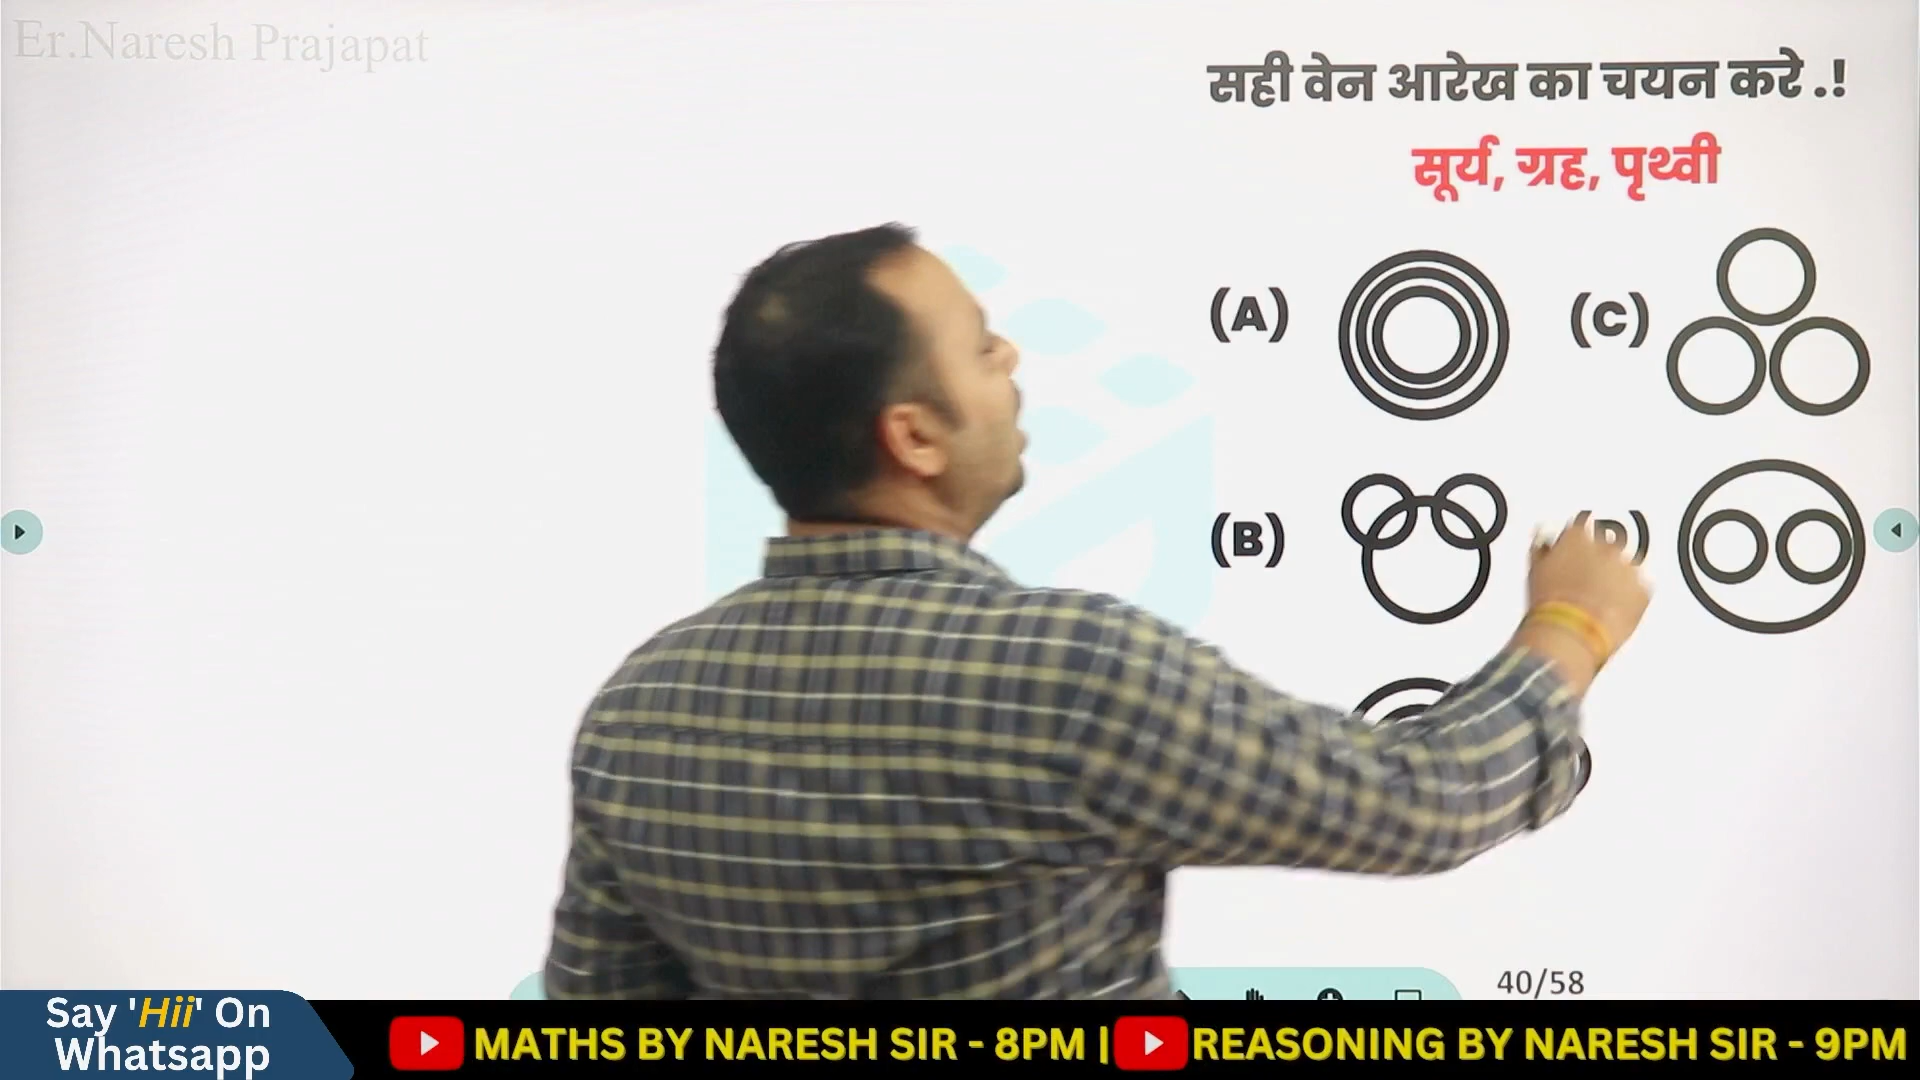 Er.Naresh Prajapat
सही वेन आरेख का चयन करे .!
सूर्य, ग्रह, पृथ्वी
(A)
(C)
(B)
(D)
40/58
Say 'Hii' On
Whatsapp
MATHS BY NARESH SIR - 8PM |
REASONING BY NARESH SIR - 9PM